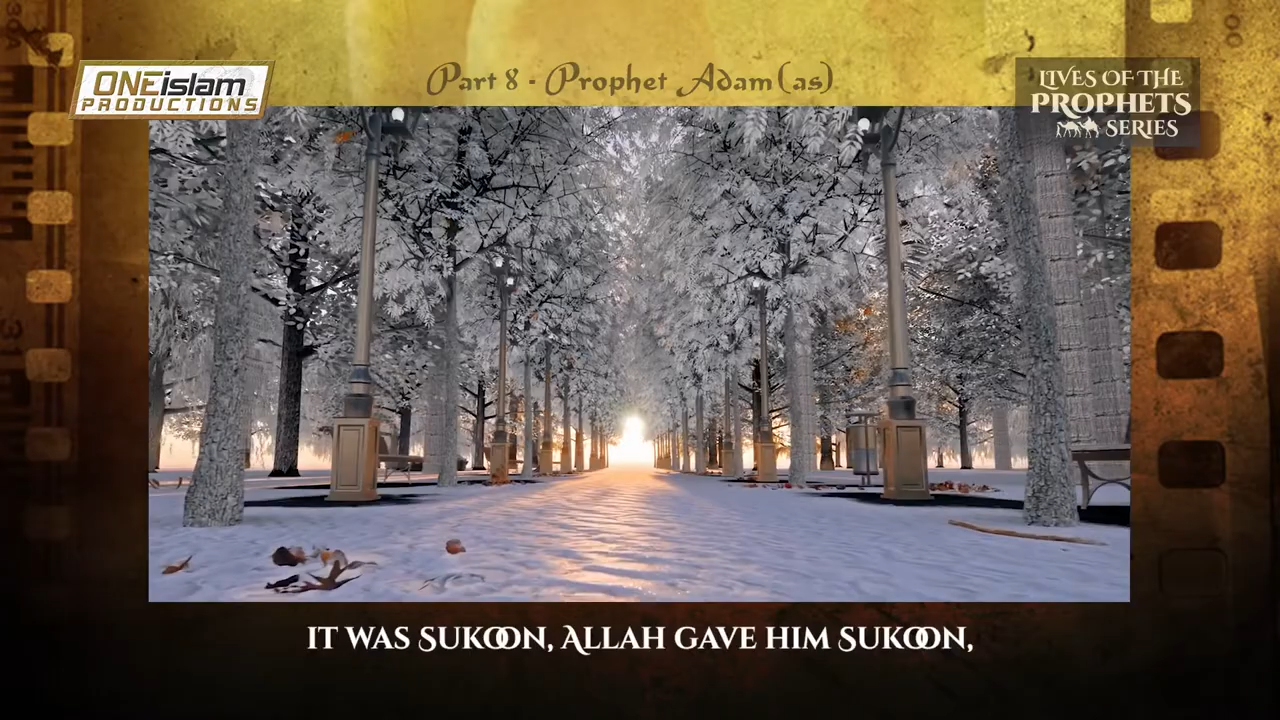 ONEislam
PRODUCTIONS
Part 8 - Prophet Adam (as)
LIVES OF THE
PROPHETS
SERIES
IT WAS SUKOON, ALLAH GAVE HIM SUKOON,